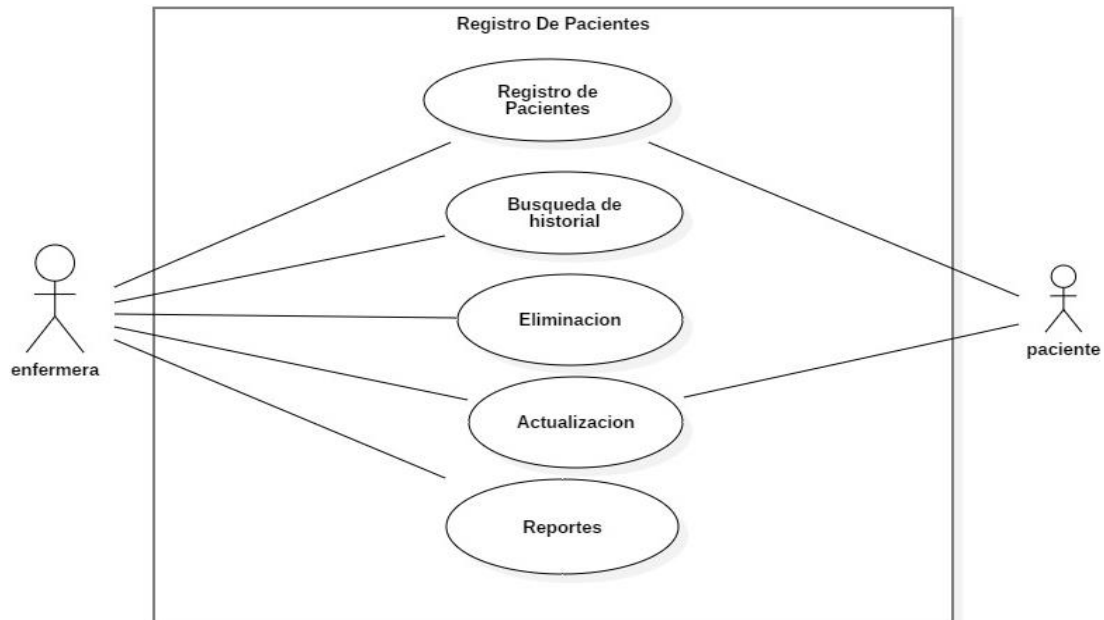 Registro De Pacientes
Registro de
Pacientes
Busqueda de
historial
Eliminacion
enfermera
paciente
Actualizacion
Reportes